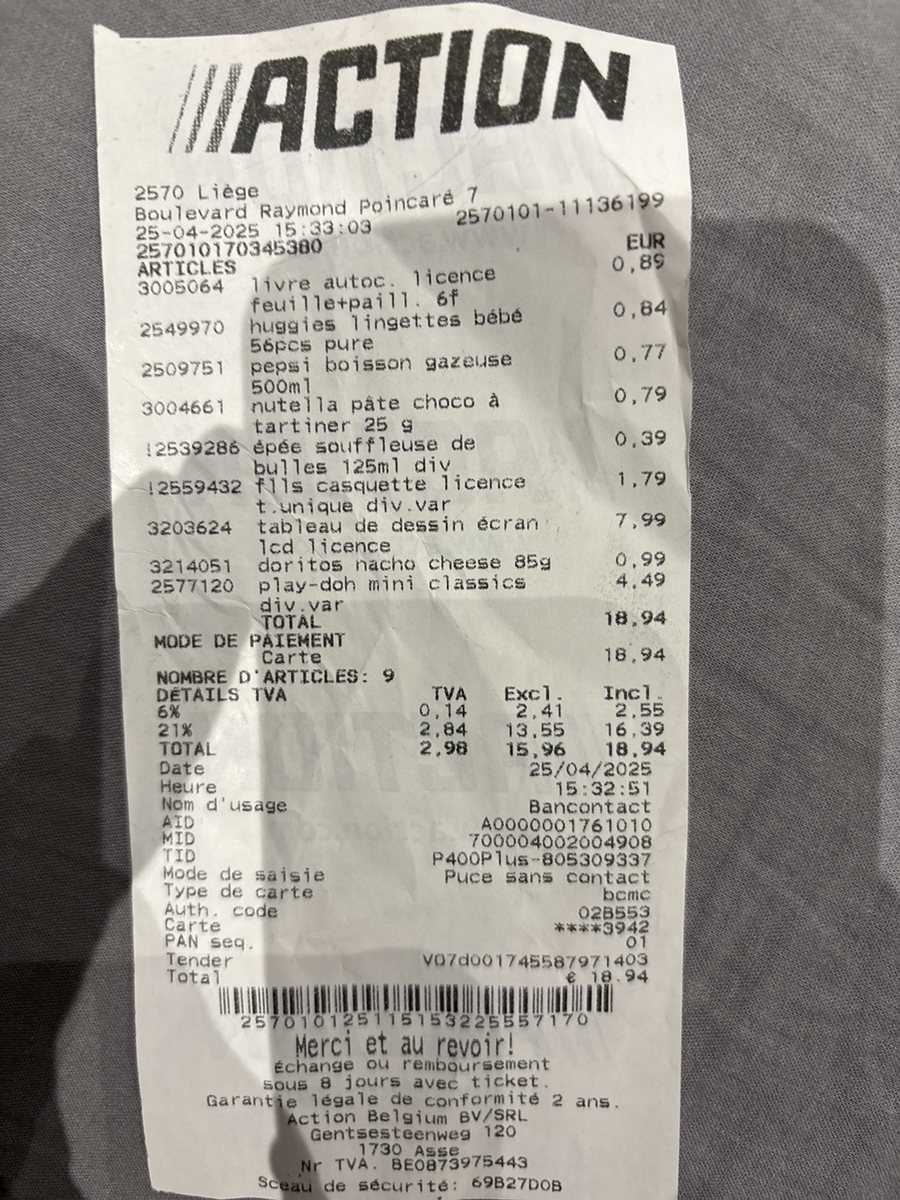 ACTION
2570 Liège
Boulevard Raymond Poincaré 7
25-04-2025 15:33:03 2570101-11136199
257010170345380
ARTICLES EUR
3005064 livre autoc. licence 0,89
feuille+paill. 6f
2549970 huggies lingettes bébé 0,84
56pcs pure
2509751 pepsi boisson gazeuse 0,77
500ml
3004661 nutella pâte choco à 0,79
tartiner 25 g
!2539286 épée souffleuse de 0,39
bulles 125ml div
!2559432 flls casquette licence 1,79
t.unique div.var
3203624 tableau de dessin écran 7,99
lcd licence
3214051 doritos nacho cheese 85g 0,99
2577120 play-doh mini classics 4,49
div.var
TOTAL 18,94
MODE DE PAIEMENT
Carte 18,94
NOMBRE D'ARTICLES: 9
DÉTAILS TVA TVA Excl. Incl.
6% 0,14 2,41 2,55
21% 2,84 13,55 16,39
TOTAL 2,98 15,96 18,94
Date 25/04/2025
Heure 15:32:51
Nom d'usage Bancontact
AID A0000001761010
MID 700004002004908
TID P400Plus-805309337
Mode de saisie Puce sans contact
Type de carte bcmc
Auth. code 02B553
Carte ****3942
PAN seq. 01
Tender V07d001745587971403
Total € 18.94
2570101251151532255557170
Merci et au revoir!
Échange ou remboursement
sous 8 jours avec ticket.
Garantie légale de conformité 2 ans.
Action Belgium BV/SRL
Gentsesteenweg 120
1730 Asse
Nr TVA. BE0873975443
Sceau de sécurité: 69B27D0B